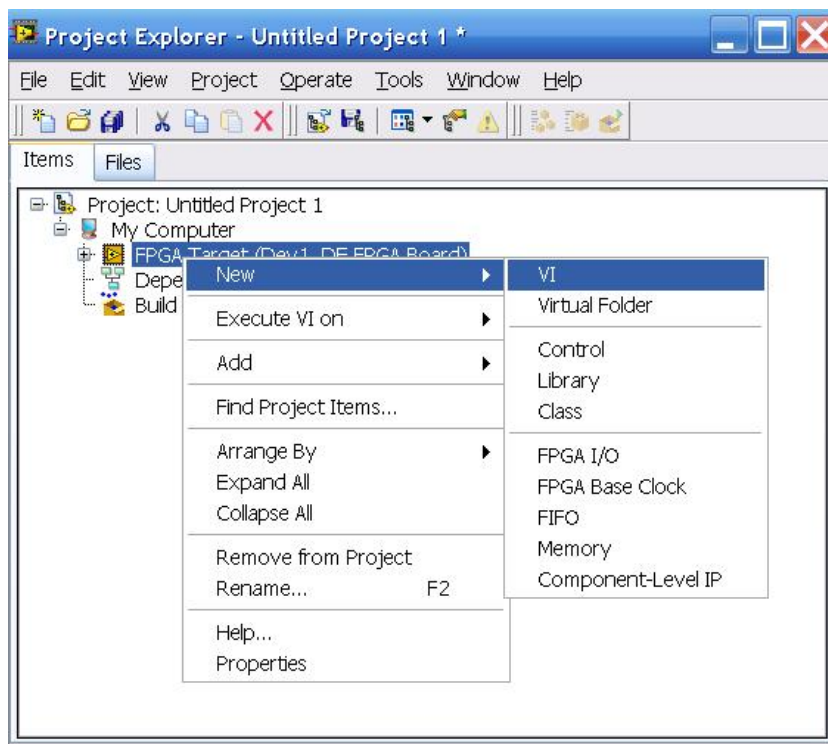 Project Explorer - Untitled Project 1 *
File Edit View Project Operate Tools Window Help
Items Files
Project: Untitled Project 1
My Computer
FPGA Target (Dev1, DE FPGA Board)
Depe
Build
New
Execute VI on
Add
Find Project Items...
Arrange By
Expand All
Collapse All
Remove from Project
Rename... F2
Help...
Properties
VI
Virtual Folder
Control
Library
Class
FPGA I/O
FPGA Base Clock
FIFO
Memory
Component-Level IP